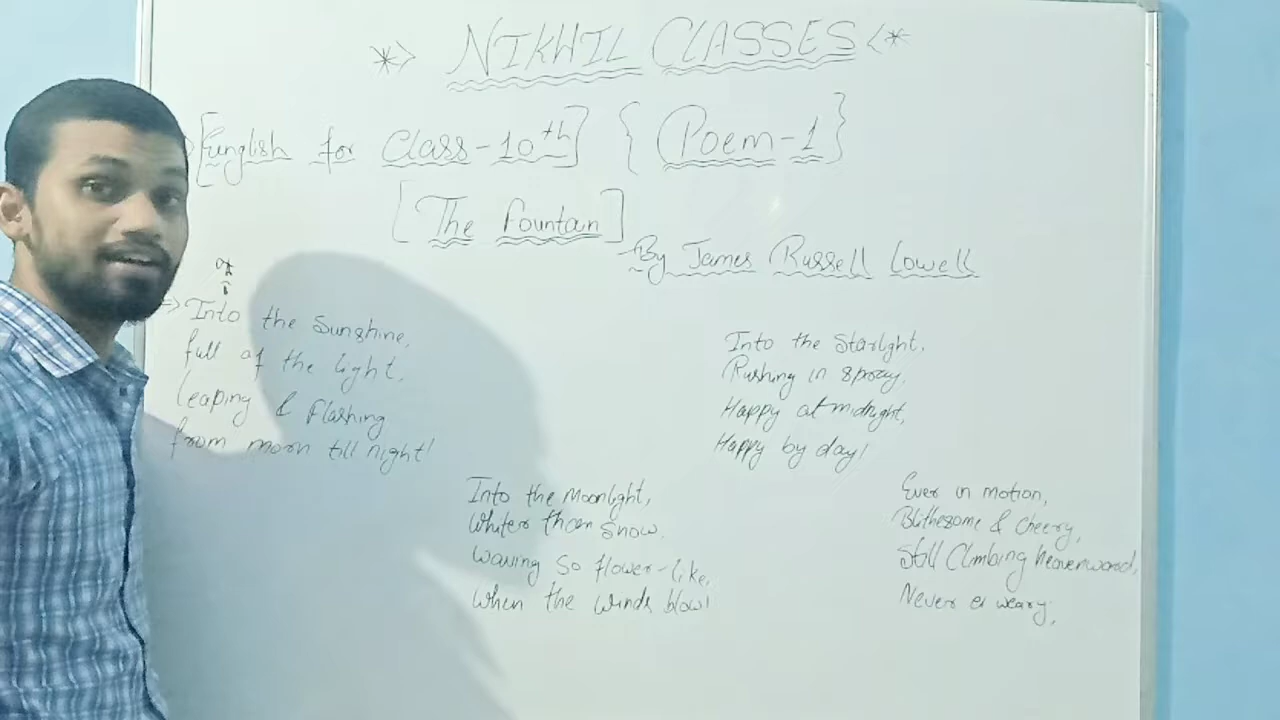 *> NIKHIL CLASSES <*
[English for Class-10th] { (Poem-1 }
[The Fountain]
-By James Russell Lowell
=> Into the Sunshine,
full of the light,
leaping & flashing
from morn till night!
Into the Moonlight,
Whiter than Snow,
Waving So flower-like,
When the Winds blow!
Into the Starlght,
Rushing in spray,
Happy at midnight,
Happy by day!
Ever in motion,
Blithesome & cheery,
Still Climbing heavenward,
Never a weary;